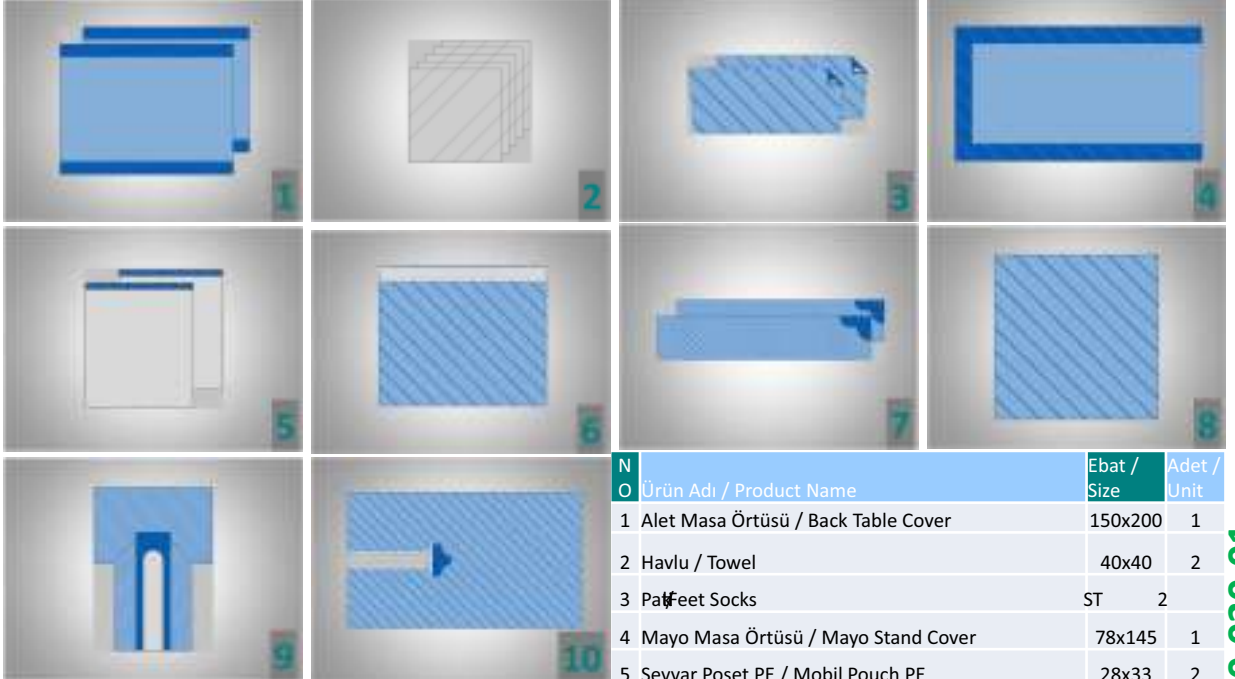 1
2
3
4
5
6
7
8
9
10
N O Ürün Adı / Product Name Ebat / Size Adet / Unit
1 Alet Masa Örtüsü / Back Table Cover 150x200 1
2 Havlu / Towel 40x40 2
3 Feet Socks ST 2
4 Mayo Masa Örtüsü / Mayo Stand Cover 78x145 1
5 Seyyar Poşet PE / Mobil Pouch PE 28x33 2